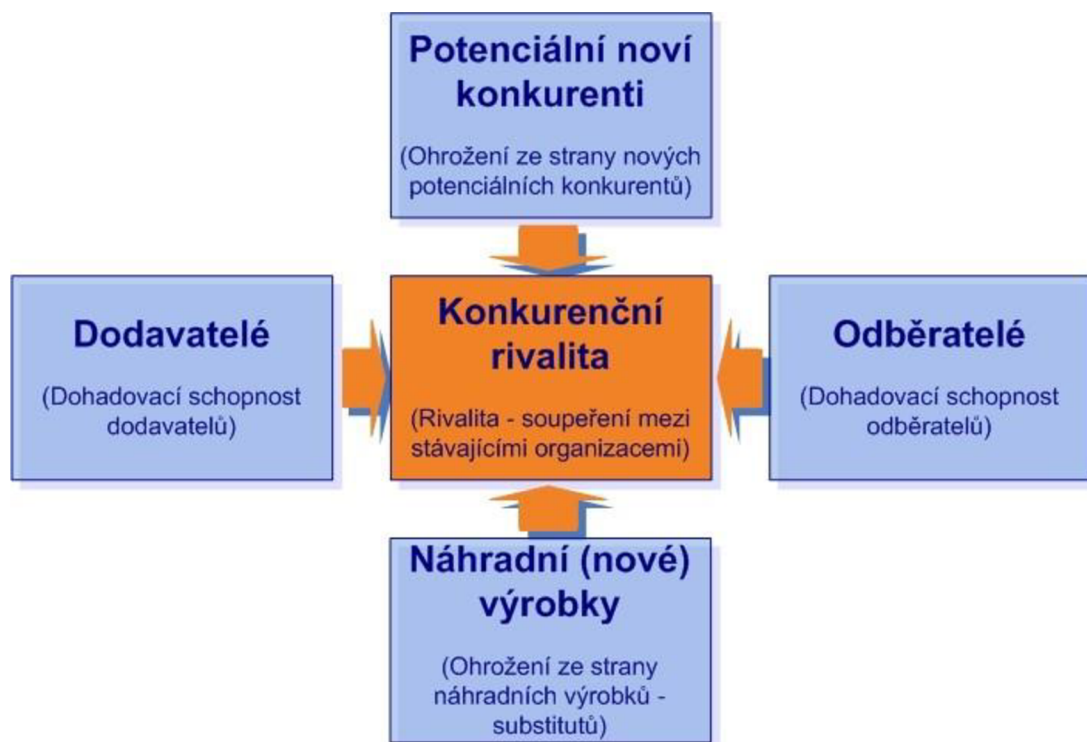 Potenciální noví
konkurenti
(Ohrožení ze strany nových
potenciálních konkurentů)
Dodavatelé
(Dohadovací schopnost
dodavatelů)
Konkurenční
rivalita
(Rivalita - soupeření mezi
stávajícími organizacemi)
Odběratelé
(Dohadovací schopnost
odběratelů)
Náhradní (nové)
výrobky
(Ohrožení ze strany
náhradních výrobků -
substitutů)